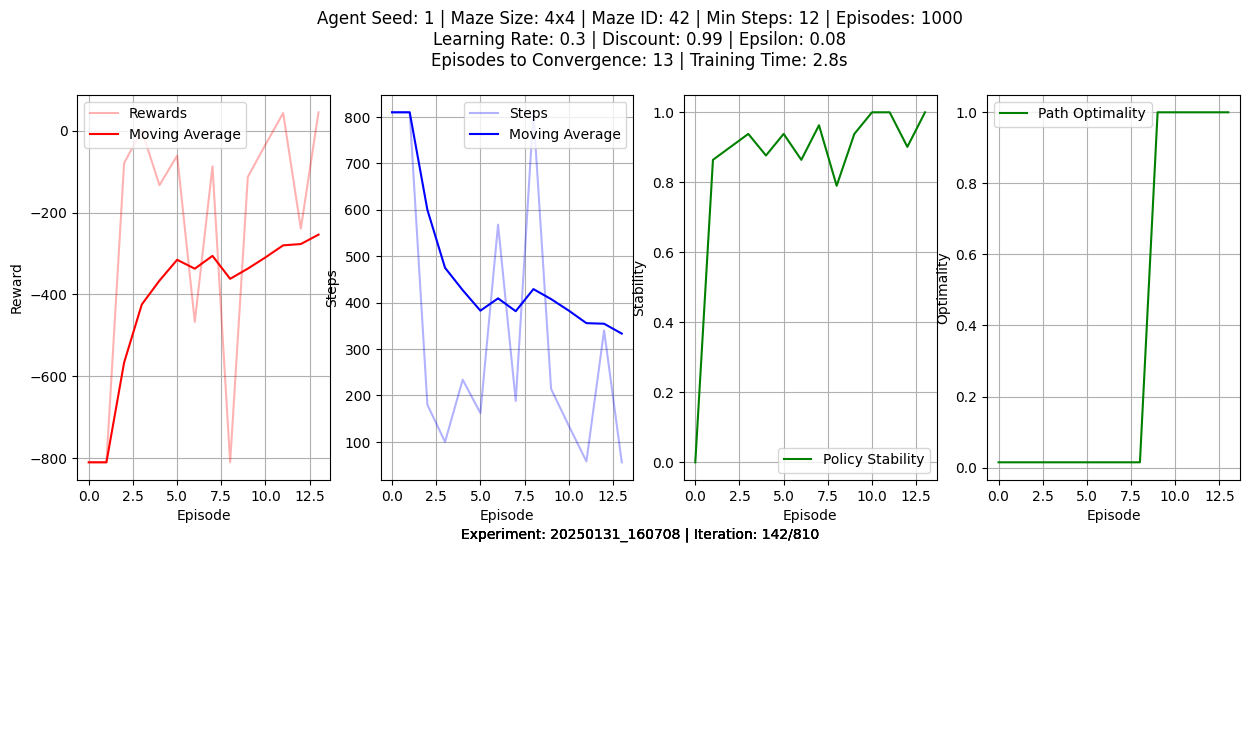 Agent Seed: 1 | Maze Size: 4x4 | Maze ID: 42 | Min Steps: 12 | Episodes: 1000
Learning Rate: 0.3 | Discount: 0.99 | Epsilon: 0.08
Episodes to Convergence: 13 | Training Time: 2.8s
Rewards
Moving Average
0
−200
−400
−600
−800
Reward
0.0 2.5 5.0 7.5 10.0 12.5
Episode
Steps
Moving Average
800
700
600
500
400
300
200
100
Steps
0.0 2.5 5.0 7.5 10.0 12.5
Episode
1.0
0.8
0.6
0.4
0.2
0.0
Stability
Policy Stability
0.0 2.5 5.0 7.5 10.0 12.5
Episode
Path Optimality
1.0
0.8
0.6
0.4
0.2
0.0
Optimality
0.0 2.5 5.0 7.5 10.0 12.5
Episode
Experiment: 20250131_160708 | Iteration: 142/810